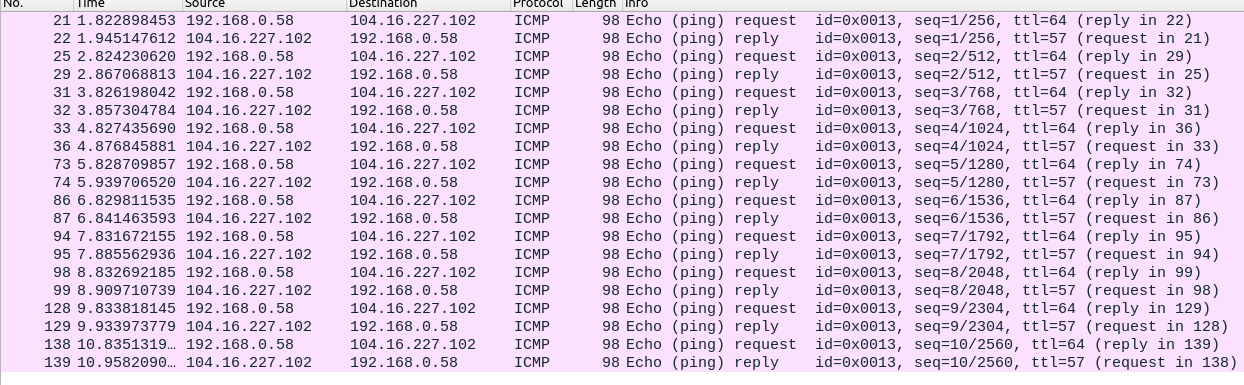 No. Time Source Destination Protocol Length Info
21 1.822898453 192.168.0.58 104.16.227.102 ICMP 98 Echo (ping) request id=0x0013, seq=1/256, ttl=64 (reply in 22)
22 1.945147612 104.16.227.102 192.168.0.58 ICMP 98 Echo (ping) reply id=0x0013, seq=1/256, ttl=57 (request in 21)
25 2.824230620 192.168.0.58 104.16.227.102 ICMP 98 Echo (ping) request id=0x0013, seq=2/512, ttl=64 (reply in 29)
29 2.867068813 104.16.227.102 192.168.0.58 ICMP 98 Echo (ping) reply id=0x0013, seq=2/512, ttl=57 (request in 25)
31 3.826198042 192.168.0.58 104.16.227.102 ICMP 98 Echo (ping) request id=0x0013, seq=3/768, ttl=64 (reply in 32)
32 3.857304784 104.16.227.102 192.168.0.58 ICMP 98 Echo (ping) reply id=0x0013, seq=3/768, ttl=57 (request in 31)
33 4.827435690 192.168.0.58 104.16.227.102 ICMP 98 Echo (ping) request id=0x0013, seq=4/1024, ttl=64 (reply in 36)
36 4.876845881 104.16.227.102 192.168.0.58 ICMP 98 Echo (ping) reply id=0x0013, seq=4/1024, ttl=57 (request in 33)
73 5.828709857 192.168.0.58 104.16.227.102 ICMP 98 Echo (ping) request id=0x0013, seq=5/1280, ttl=64 (reply in 74)
74 5.939706520 104.16.227.102 192.168.0.58 ICMP 98 Echo (ping) reply id=0x0013, seq=5/1280, ttl=57 (request in 73)
86 6.829811535 192.168.0.58 104.16.227.102 ICMP 98 Echo (ping) request id=0x0013, seq=6/1536, ttl=64 (reply in 87)
87 6.841463593 104.16.227.102 192.168.0.58 ICMP 98 Echo (ping) reply id=0x0013, seq=6/1536, ttl=57 (request in 86)
94 7.831672155 192.168.0.58 104.16.227.102 ICMP 98 Echo (ping) request id=0x0013, seq=7/1792, ttl=64 (reply in 95)
95 7.885562936 104.16.227.102 192.168.0.58 ICMP 98 Echo (ping) reply id=0x0013, seq=7/1792, ttl=57 (request in 94)
98 8.832692185 192.168.0.58 104.16.227.102 ICMP 98 Echo (ping) request id=0x0013, seq=8/2048, ttl=64 (reply in 99)
99 8.909710739 104.16.227.102 192.168.0.58 ICMP 98 Echo (ping) reply id=0x0013, seq=8/2048, ttl=57 (request in 98)
128 9.833818145 192.168.0.58 104.16.227.102 ICMP 98 Echo (ping) request id=0x0013, seq=9/2304, ttl=64 (reply in 129)
129 9.933973779 104.16.227.102 192.168.0.58 ICMP 98 Echo (ping) reply id=0x0013, seq=9/2304, ttl=57 (request in 128)
138 10.8351319… 192.168.0.58 104.16.227.102 ICMP 98 Echo (ping) request id=0x0013, seq=10/2560, ttl=64 (reply in 139)
139 10.9582090… 104.16.227.102 192.168.0.58 ICMP 98 Echo (ping) reply id=0x0013, seq=10/2560, ttl=57 (request in 138)